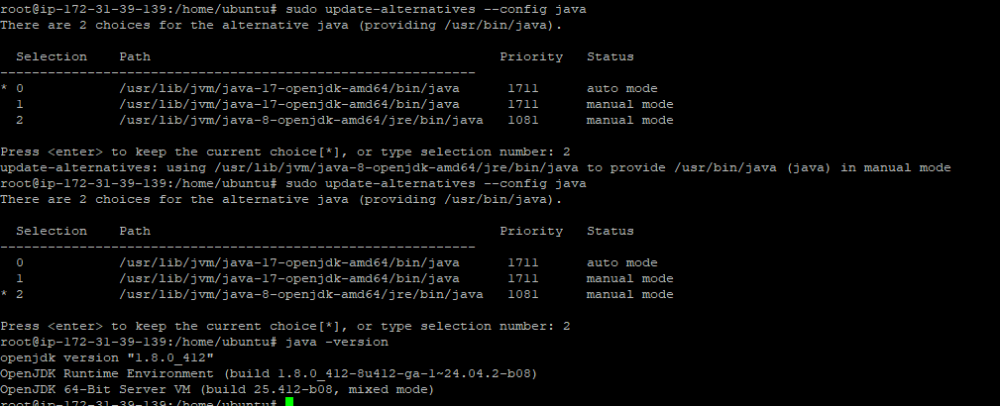 root@ip-172-31-39-139:/home/ubuntu# sudo update-alternatives --config java
There are 2 choices for the alternative java (providing /usr/bin/java).
  Selection    Path                                            Priority   Status
------------------------------------------------------------
* 0            /usr/lib/jvm/java-17-openjdk-amd64/bin/java      1711      auto mode
  1            /usr/lib/jvm/java-17-openjdk-amd64/bin/java      1711      manual mode
  2            /usr/lib/jvm/java-8-openjdk-amd64/jre/bin/java   1081      manual mode
Press <enter> to keep the current choice[*], or type selection number: 2
update-alternatives: using /usr/lib/jvm/java-8-openjdk-amd64/jre/bin/java to provide /usr/bin/java (java) in manual mode
root@ip-172-31-39-139:/home/ubuntu# sudo update-alternatives --config java
There are 2 choices for the alternative java (providing /usr/bin/java).
  Selection    Path                                            Priority   Status
------------------------------------------------------------
  0            /usr/lib/jvm/java-17-openjdk-amd64/bin/java      1711      auto mode
  1            /usr/lib/jvm/java-17-openjdk-amd64/bin/java      1711      manual mode
* 2            /usr/lib/jvm/java-8-openjdk-amd64/jre/bin/java   1081      manual mode
Press <enter> to keep the current choice[*], or type selection number: 2
root@ip-172-31-39-139:/home/ubuntu# java -version
openjdk version "1.8.0_412"
OpenJDK Runtime Environment (build 1.8.0_412-8u412-ga-1~24.04.2-b08)
OpenJDK 64-Bit Server VM (build 25.412-b08, mixed mode)
root@ip-172-31-39-139:/home/ubuntu#